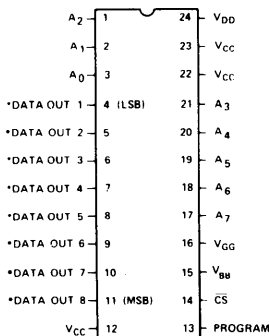 A2 1 24 VDD
A1 2 23 VCC
A0 3 22 VCC
*DATA OUT 1 4 (LSB) 21 A3
*DATA OUT 2 5 20 A4
*DATA OUT 3 6 19 A5
*DATA OUT 4 7 18 A6
*DATA OUT 5 8 17 A7
*DATA OUT 6 9 16 VGG
*DATA OUT 7 10 15 VBB
*DATA OUT 8 11 (MSB) 14 CS
VCC 12 13 PROGRAM